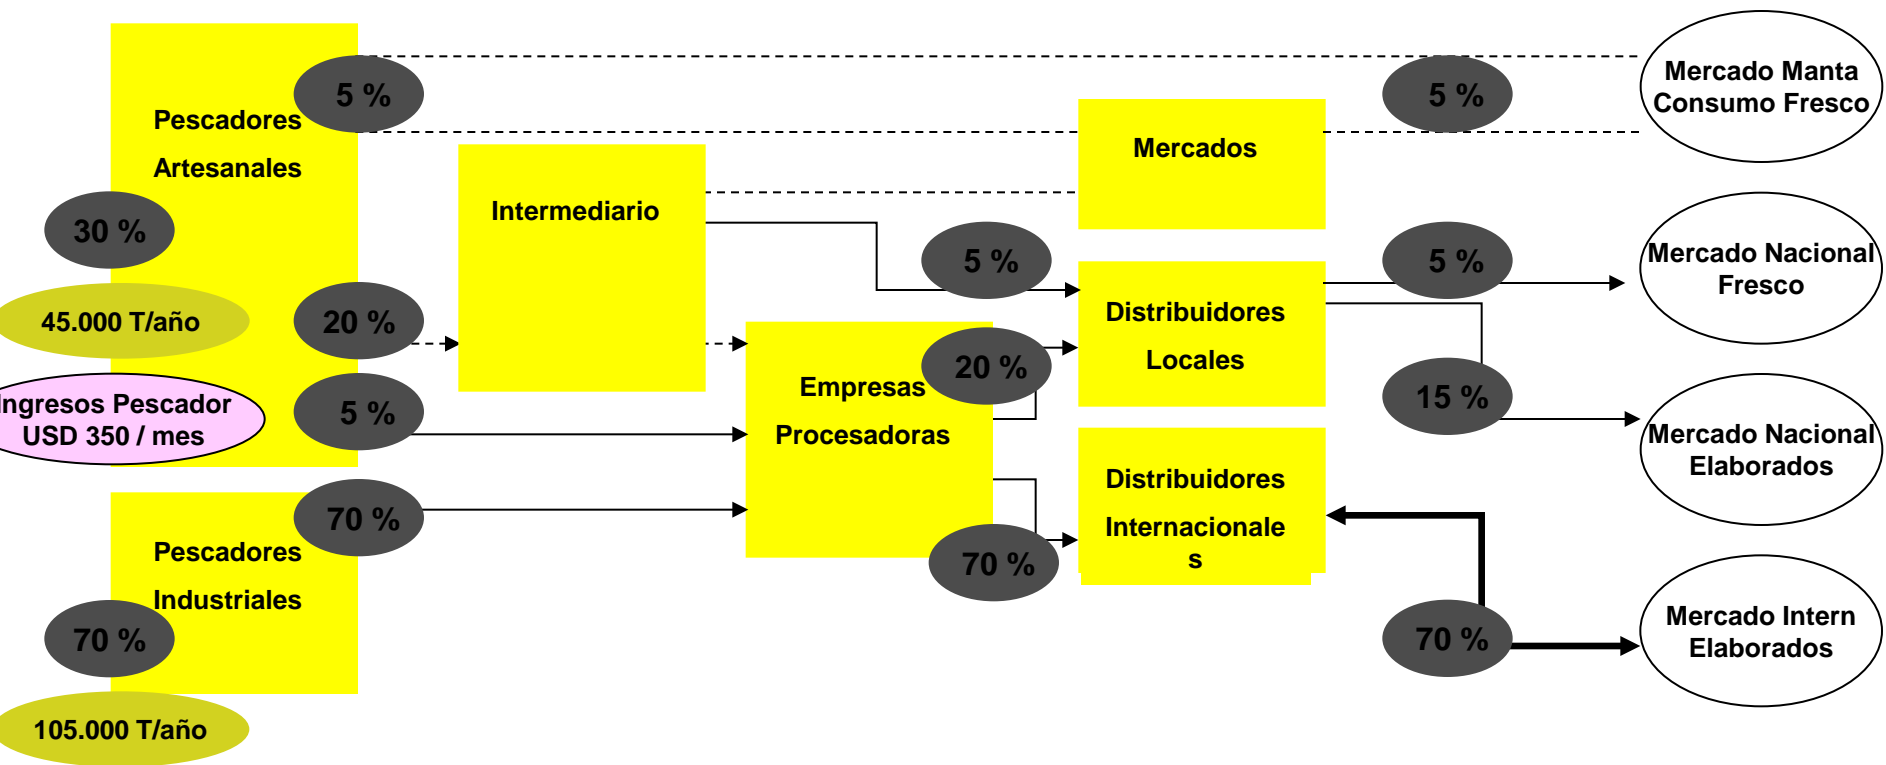 Pescadores
Artesanales
30 %
45.000 T/año
Ingresos Pescador
USD 350 / mes
5 %
20 %
5 %
Pescadores
Industriales
70 %
70 %
105.000 T/año
Intermediario
Empresas
Procesadoras
5 %
20 %
70 %
Mercados
Distribuidores
Locales
Distribuidores
Internacionale
s
5 %
5 %
15 %
70 %
Mercado Manta
Consumo Fresco
Mercado Nacional
Fresco
Mercado Nacional
Elaborados
Mercado Intern
Elaborados